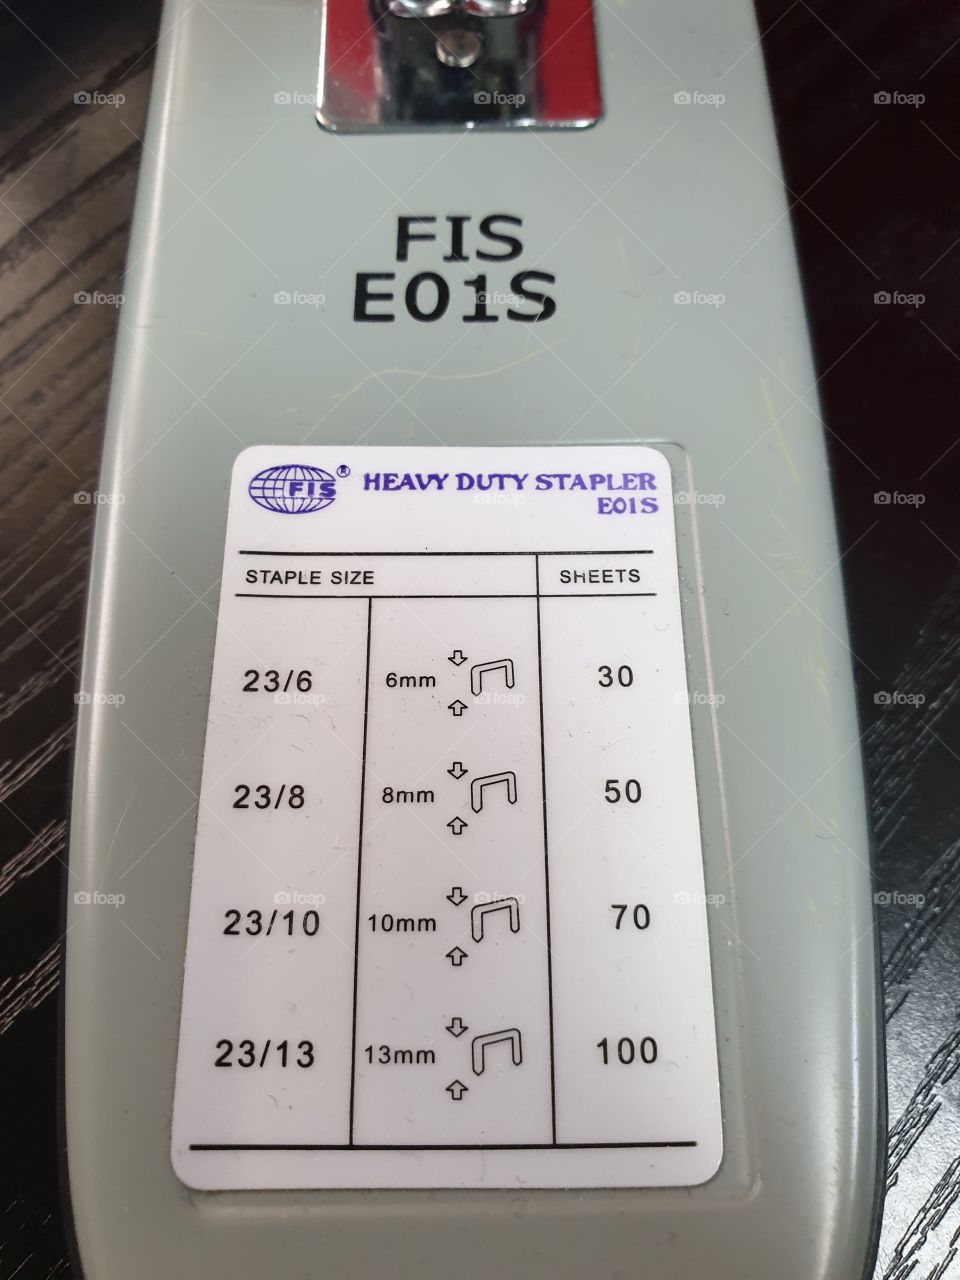 FIS
E01S
FIS ® HEAVY DUTY STAPLER
E01S
STAPLE SIZE SHEETS
23/6 6mm 30
23/8 8mm 50
23/10 10mm 70
23/13 13mm 100
foap